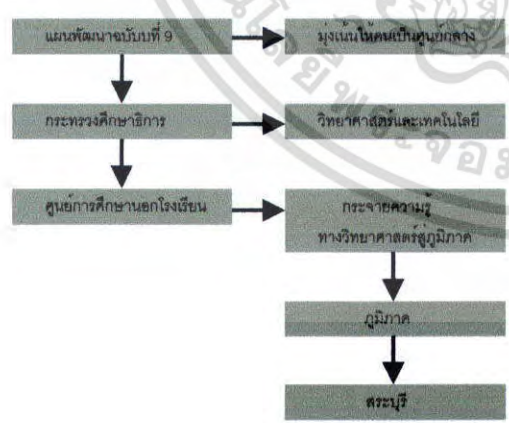 แผนพัฒนาฉบับบที่ 9
มุ่งเน้นให้คนเป็นศูนย์กลาง
กระทรวงศึกษาธิการ
วิทยาศาสตร์และเทคโนโลยี
ศูนย์การศึกษานอกโรงเรียน
กระจายความรู้
ทางวิทยาศาสตร์สู่ภูมิภาค
ภูมิภาค
สระบุรี